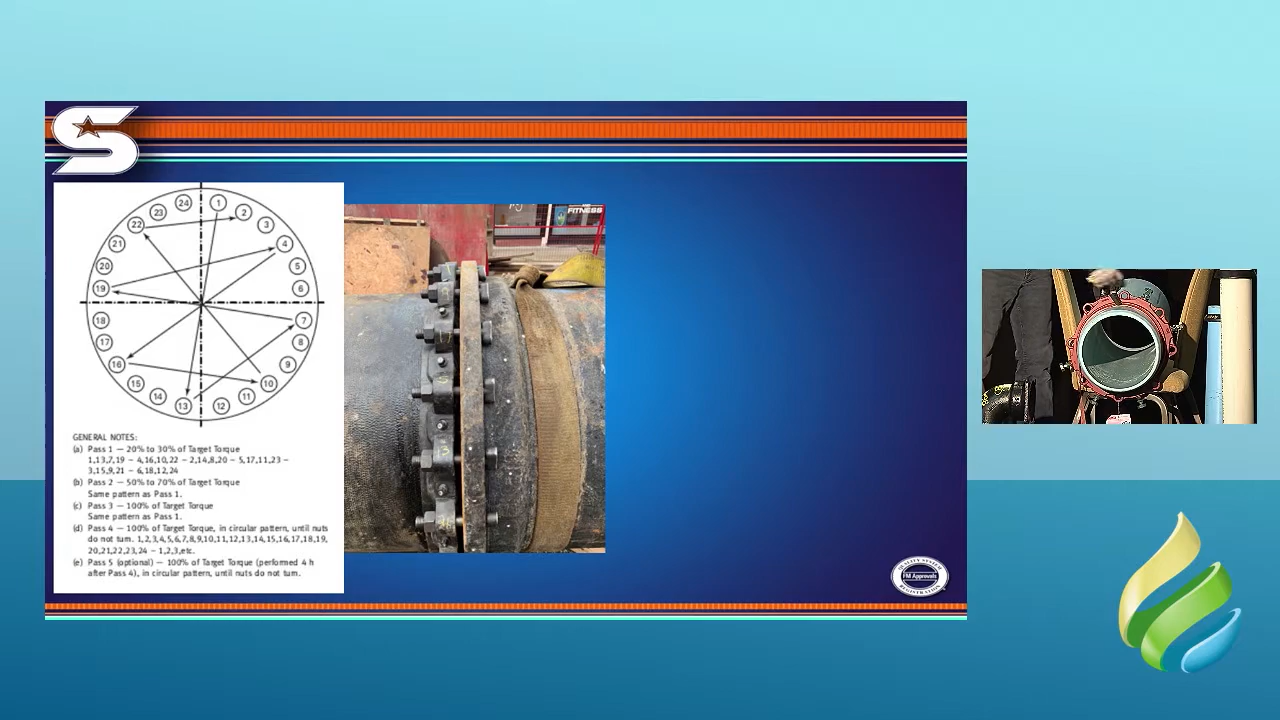 S
24
1
23
2
22
3
21
4
20
5
19
6
18
7
17
8
16
9
15
10
14
11
13
12
GENERAL NOTES:
(a) Pass 1 — 20% to 30% of Target Torque
1,13,7,19 – 4,16,10,22 – 2,14,8,20 – 5,17,11,23 –
3,15,9,21 – 6,18,12,24
(b) Pass 2 — 50% to 70% of Target Torque
Same pattern as Pass 1.
(c) Pass 3 — 100% of Target Torque
Same pattern as Pass 1.
(d) Pass 4 — 100% of Target Torque, in circular pattern, until nuts
do not turn. 1,2,3,4,5,6,7,8,9,10,11,12,13,14,15,16,17,18,19,
20,21,22,23,24 – 1,2,3,etc.
(e) Pass 5 (optional) — 100% of Target Torque (performed 4 h
after Pass 4), in circular pattern, until nuts do not turn.
FITNESS
QUALITY SYSTEM
FM Approvals
REGISTRATION